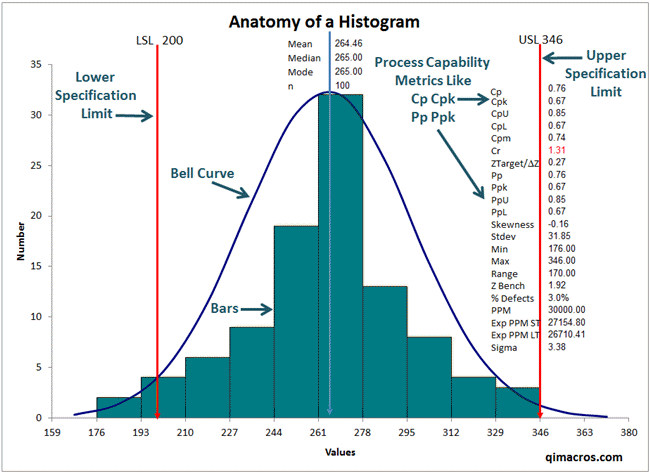 Anatomy of a Histogram
LSL 200
USL 346
Mean 264.46
Median 265.00
Mode 265.00
n 100
Lower
Specification
Limit
Process Capability
Metrics Like
Cp Cpk
Pp Ppk
Upper
Specification
Limit
Bell Curve
Bars
Cp 0.76
Cpk 0.67
CpU 0.85
CpL 0.67
Cpm 0.74
Cr 1.31
ZTarget/ΔZ 0.27
Pp 0.76
Ppk 0.67
PpU 0.85
PpL 0.67
Skewness -0.16
Stdev 31.85
Min 176.00
Max 346.00
Range 170.00
Z Bench 1.92
% Defects 3.0%
PPM 30000.00
Exp PPM ST 27154.80
Exp PPM LT 26710.41
Sigma 3.38
Number
35
30
25
20
15
10
5
0
159 176 193 210 227 244 261 278 295 312 329 346 363 380
Values
qimacros.com